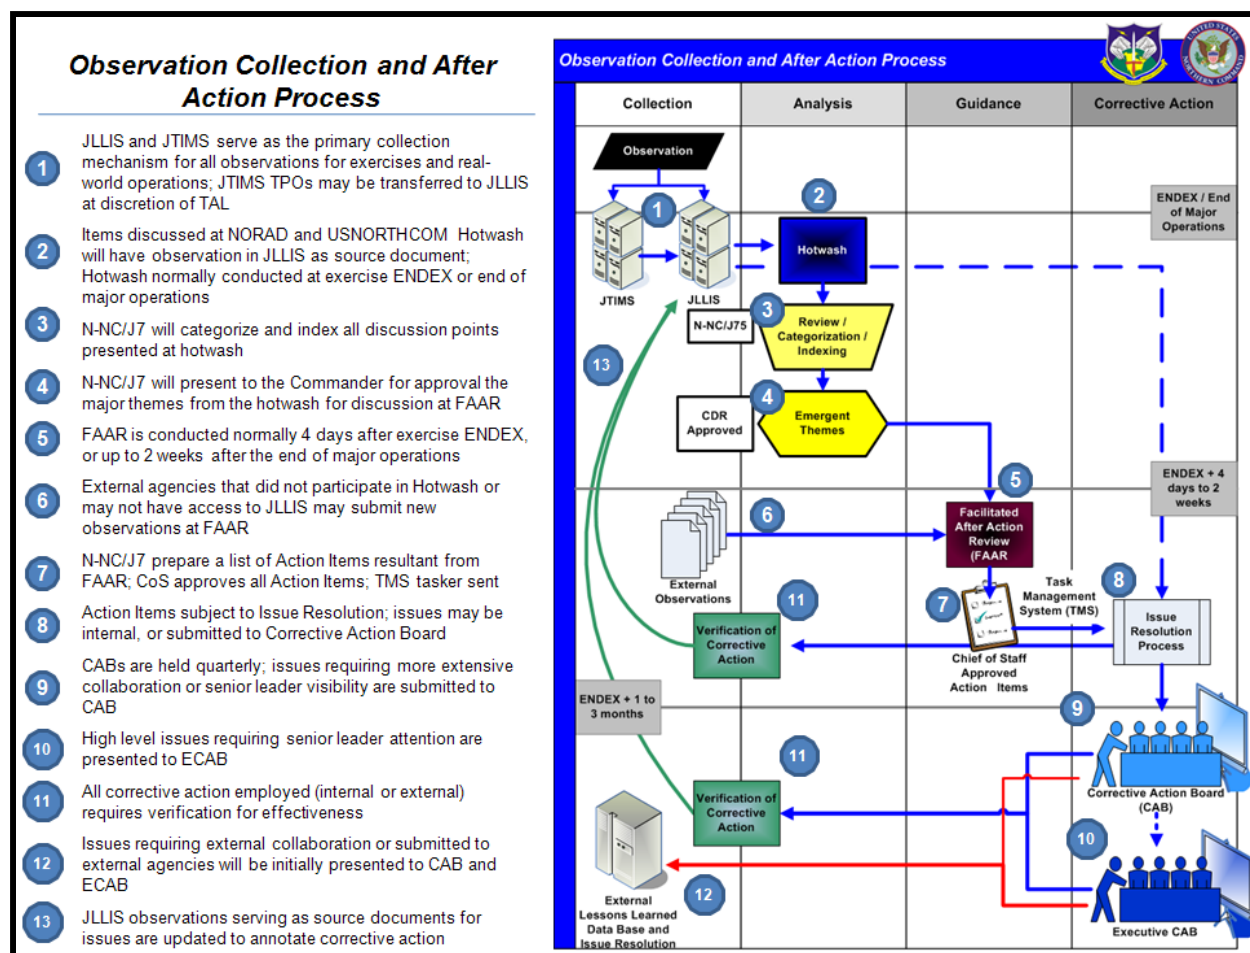 Observation Collection and After
Action Process
1
JLLIS and JTIMS serve as the primary collection
mechanism for all observations for exercises and real-
world operations; JTIMS TPOs may be transferred to JLLIS
at discretion of TAL
2
Items discussed at NORAD and USNORTHCOM Hotwash
will have observation in JLLIS as source document;
Hotwash normally conducted at exercise ENDEX or end of
major operations
3
N-NC/J7 will categorize and index all discussion points
presented at hotwash
4
N-NC/J7 will present to the Commander for approval the
major themes from the hotwash for discussion at FAAR
5
FAAR is conducted normally 4 days after exercise ENDEX,
or up to 2 weeks after the end of major operations
6
External agencies that did not participate in Hotwash or
may not have access to JLLIS may submit new
observations at FAAR
7
N-NC/J7 prepare a list of Action Items resultant from
FAAR; CoS approves all Action Items; TMS tasker sent
8
Action Items subject to Issue Resolution; issues may be
internal, or submitted to Corrective Action Board
9
CABs are held quarterly; issues requiring more extensive
collaboration or senior leader visibility are submitted to
CAB
10
High level issues requiring senior leader attention are
presented to ECAB
11
All corrective action employed (internal or external)
requires verification for effectiveness
12
Issues requiring external collaboration or submitted to
external agencies will be initially presented to CAB and
ECAB
13
JLLIS observations serving as source documents for
issues are updated to annotate corrective action
Observation Collection and After Action Process
UNITED STATES
NORTHERN COMMAND
Collection
Analysis
Guidance
Corrective Action
Observation
1
JTIMS
JLLIS
2
Hotwash
ENDEX / End
of Major
Operations
N-NC/J75
3
Review /
Categorization /
Indexing
13
CDR
Approved
4
Emergent
Themes
ENDEX + 4
days to 2
weeks
5
Facilitated
After Action
Review
(FAAR
6
External
Observations
7
Chief of Staff
Approved
Action Items
Task
Management
System (TMS)
8
Issue
Resolution
Process
11
Verification of
Corrective
Action
ENDEX + 1 to
3 months
9
Corrective Action Board
(CAB)
11
Verification of
Corrective
Action
10
Executive CAB
12
External
Lessons Learned
Data Base and
Issue Resolution